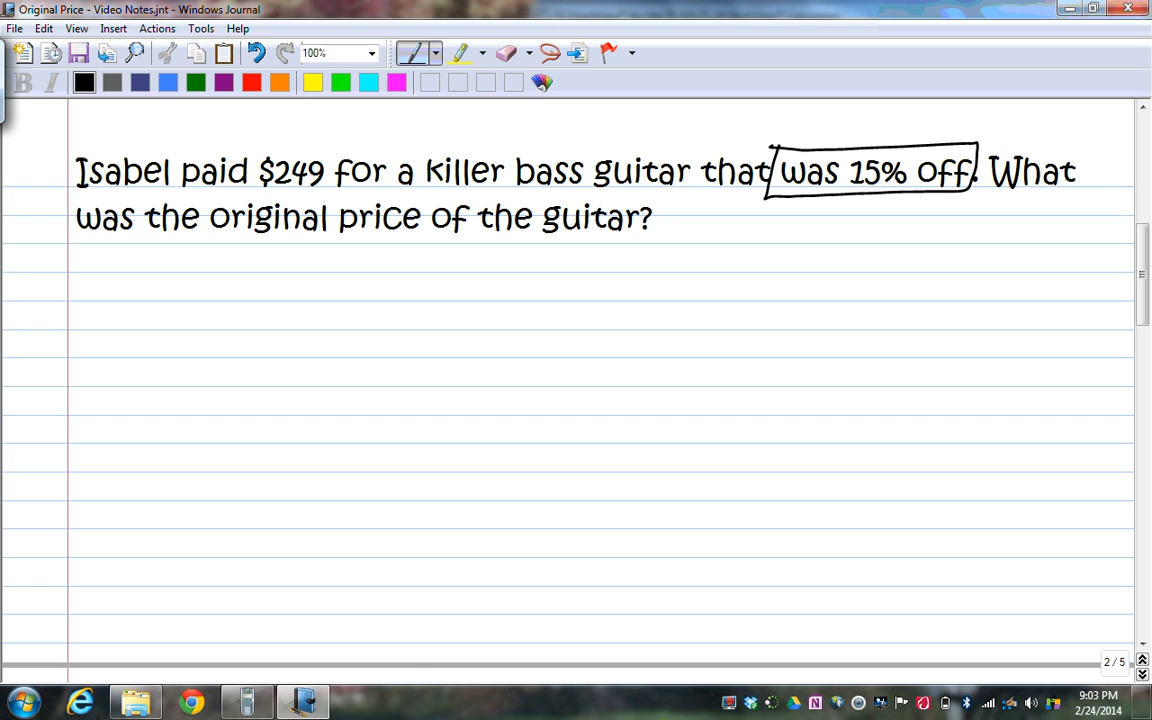 Original Price - Video Notes.jnt - Windows Journal
File Edit View Insert Actions Tools Help
100%
B I
Isabel paid $249 for a killer bass guitar that was 15% off. What
was the original price of the guitar?
2 / 5
9:03 PM
2/24/2014